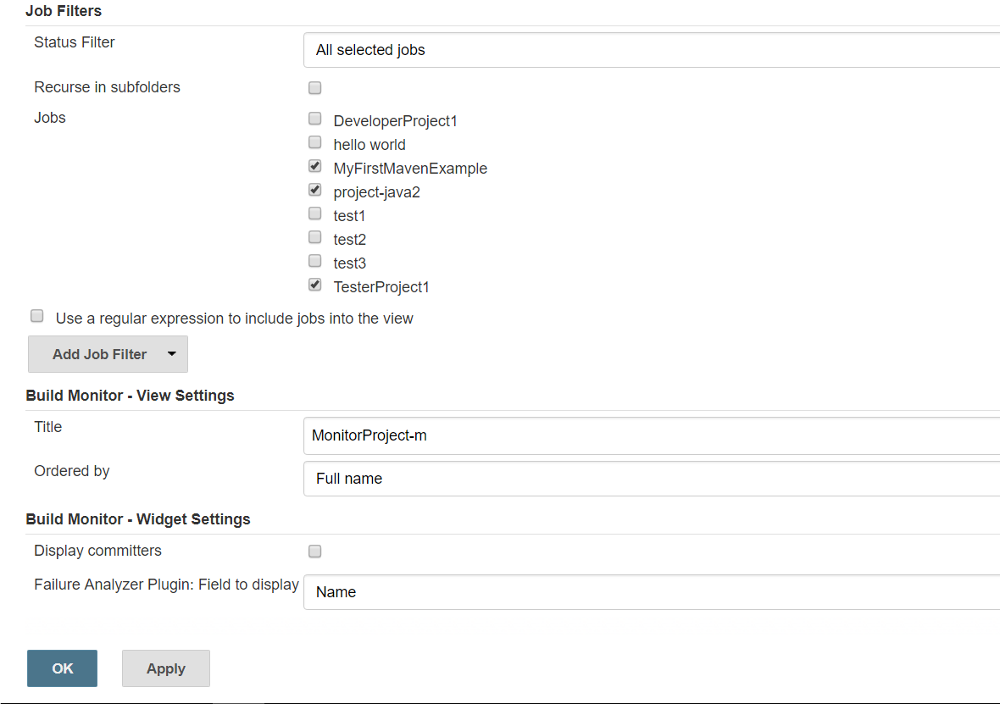 Job Filters
Status Filter
All selected jobs
Recurse in subfolders
Jobs
DeveloperProject1
hello world
MyFirstMavenExample
project-java2
test1
test2
test3
TesterProject1
Use a regular expression to include jobs into the view
Add Job Filter
Build Monitor - View Settings
Title
MonitorProject-m
Ordered by
Full name
Build Monitor - Widget Settings
Display committers
Failure Analyzer Plugin: Field to display
Name
OK
Apply